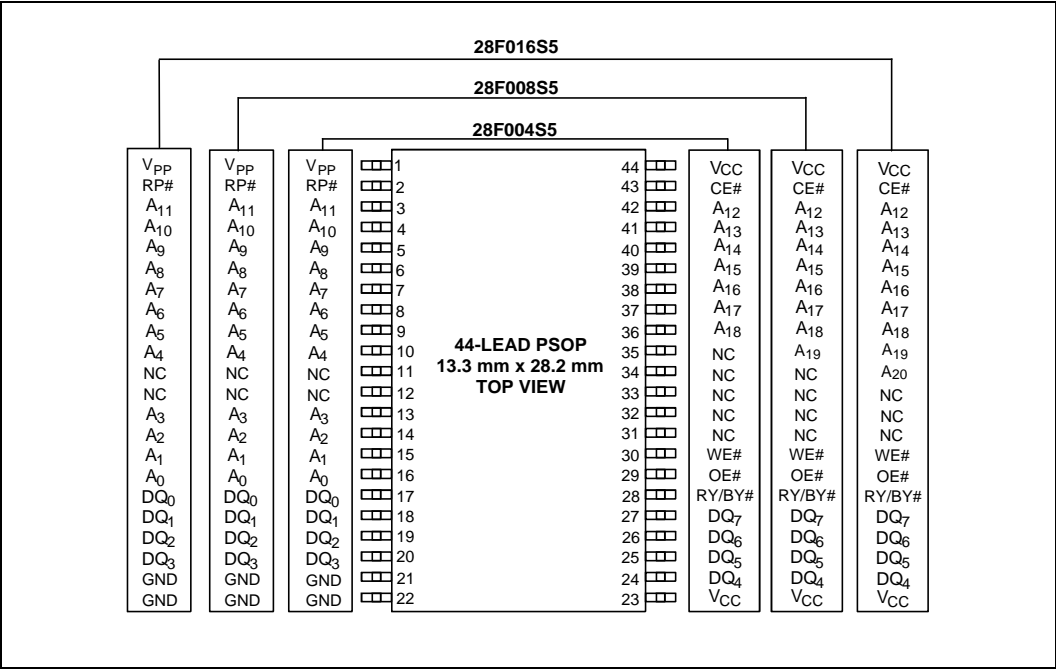 28F016S5
28F008S5
28F004S5
VPP VPP VPP 1 44 VCC VCC VCC
RP# RP# RP# 2 43 CE# CE# CE#
A11 A11 A11 3 42 A12 A12 A12
A10 A10 A10 4 41 A13 A13 A13
A9 A9 A9 5 40 A14 A14 A14
A8 A8 A8 6 39 A15 A15 A15
A7 A7 A7 7 38 A16 A16 A16
A6 A6 A6 8 37 A17 A17 A17
A5 A5 A5 9 36 A18 A18 A18
A4 A4 A4 10 44-LEAD PSOP 35 NC A19 A19
NC NC NC 11 13.3 mm x 28.2 mm 34 NC NC A20
NC NC NC 12 TOP VIEW 33 NC NC NC
A3 A3 A3 13 32 NC NC NC
A2 A2 A2 14 31 NC NC NC
A1 A1 A1 15 30 WE# WE# WE#
A0 A0 A0 16 29 OE# OE# OE#
DQ0 DQ0 DQ0 17 28 RY/BY# RY/BY# RY/BY#
DQ1 DQ1 DQ1 18 27 DQ7 DQ7 DQ7
DQ2 DQ2 DQ2 19 26 DQ6 DQ6 DQ6
DQ3 DQ3 DQ3 20 25 DQ5 DQ5 DQ5
GND GND GND 21 24 DQ4 DQ4 DQ4
GND GND GND 22 23 VCC VCC VCC